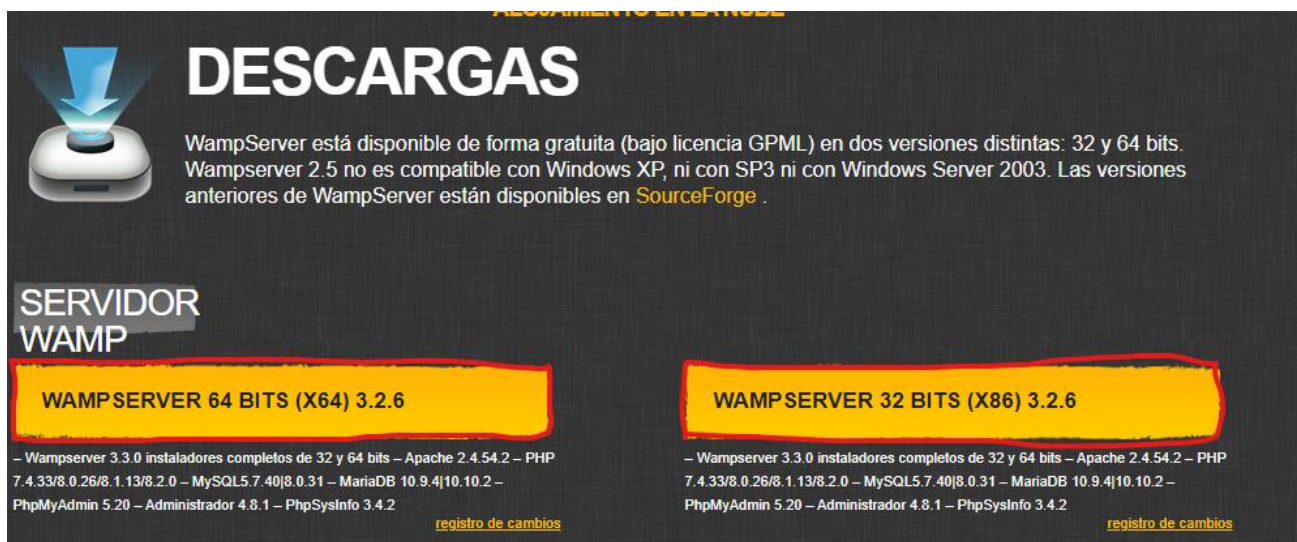 ALOJAMIENTO EN LA NUBE
DESCARGAS
WampServer está disponible de forma gratuita (bajo licencia GPML) en dos versiones distintas: 32 y 64 bits.
Wampserver 2.5 no es compatible con Windows XP, ni con SP3 ni con Windows Server 2003. Las versiones
anteriores de WampServer están disponibles en SourceForge .
SERVIDOR
WAMP
WAMPSERVER 64 BITS (X64) 3.2.6
– Wampserver 3.3.0 instaladores completos de 32 y 64 bits – Apache 2.4.54.2 – PHP
7.4.33/8.0.26/8.1.13/8.2.0 – MySQL5.7.40|8.0.31 – MariaDB 10.9.4|10.10.2 –
PhpMyAdmin 5.20 – Administrador 4.8.1 – PhpSysInfo 3.4.2
registro de cambios
WAMPSERVER 32 BITS (X86) 3.2.6
– Wampserver 3.3.0 instaladores completos de 32 y 64 bits – Apache 2.4.54.2 – PHP
7.4.33/8.0.26/8.1.13/8.2.0 – MySQL5.7.40|8.0.31 – MariaDB 10.9.4|10.10.2 –
PhpMyAdmin 5.20 – Administrador 4.8.1 – PhpSysInfo 3.4.2
registro de cambios